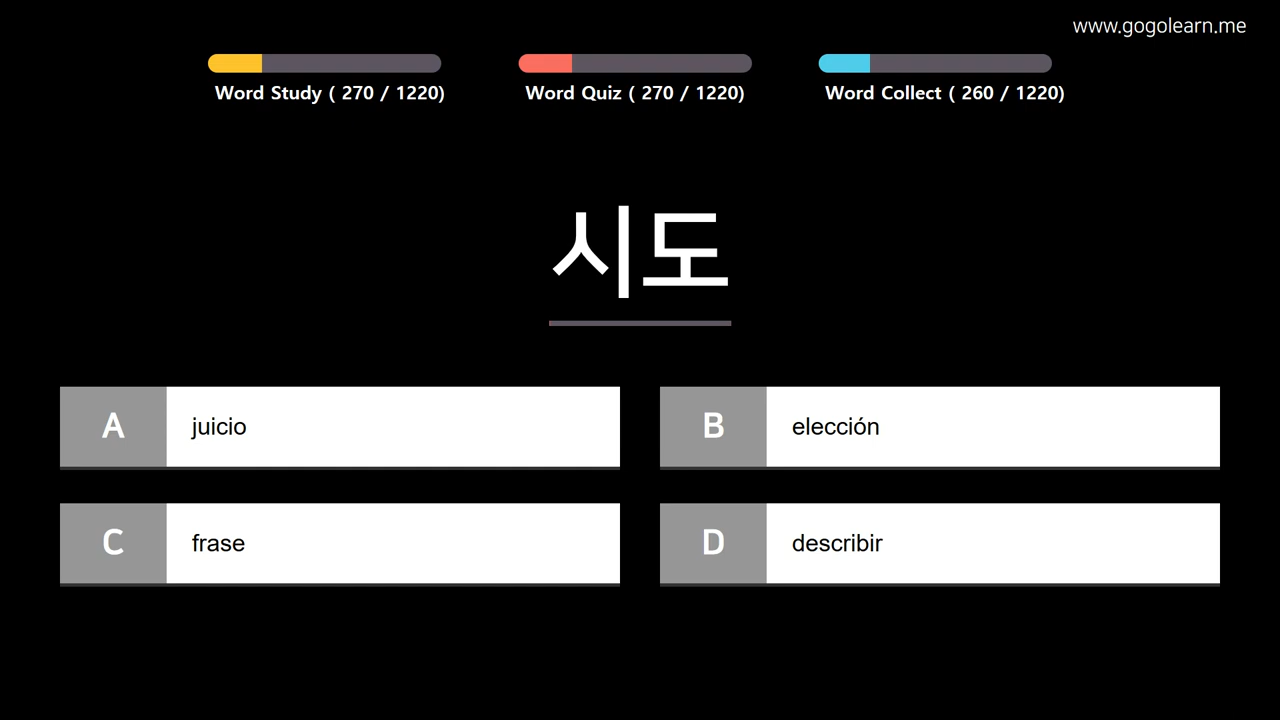 www.gogolearn.me
Word Study ( 270 / 1220)
Word Quiz ( 270 / 1220)
Word Collect ( 260 / 1220)
시도
A juicio
B elección
C frase
D describir